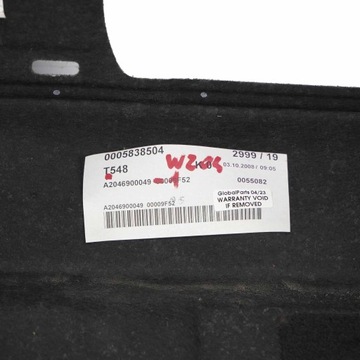 0005838504
2999 / 19
T548
K 6
03.10.2009 / 09:05
W204
A2046900049 00009F52
0055082
GlobalParts 04/23
WARRANTY VOID
IF REMOVED
A2046900049 00009F52